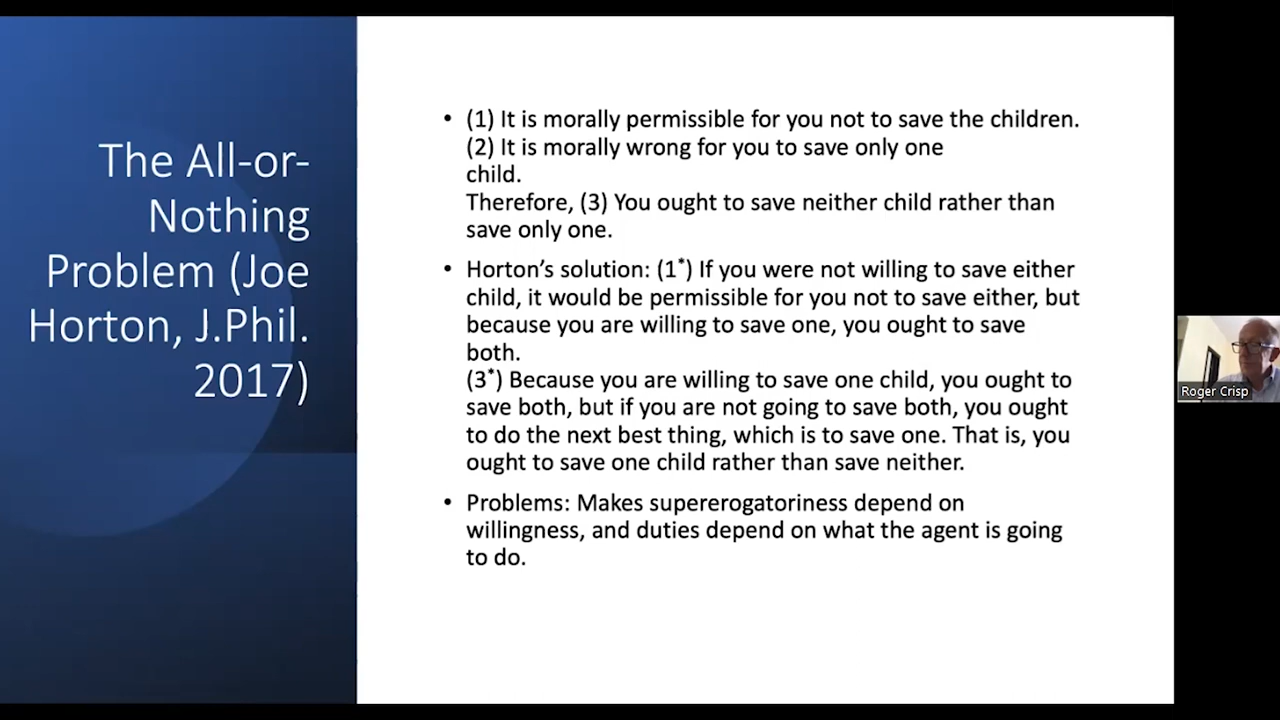 The All-or-
Nothing
Problem (Joe
Horton, J.Phil.
2017)
• (1) It is morally permissible for you not to save the children.
(2) It is morally wrong for you to save only one
child.
Therefore, (3) You ought to save neither child rather than
save only one.
• Horton’s solution: (1*) If you were not willing to save either
child, it would be permissible for you not to save either, but
because you are willing to save one, you ought to save
both.
(3*) Because you are willing to save one child, you ought to
save both, but if you are not going to save both, you ought
to do the next best thing, which is to save one. That is, you
ought to save one child rather than save neither.
• Problems: Makes supererogatoriness depend on
willingness, and duties depend on what the agent is going
to do.
Roger Crisp